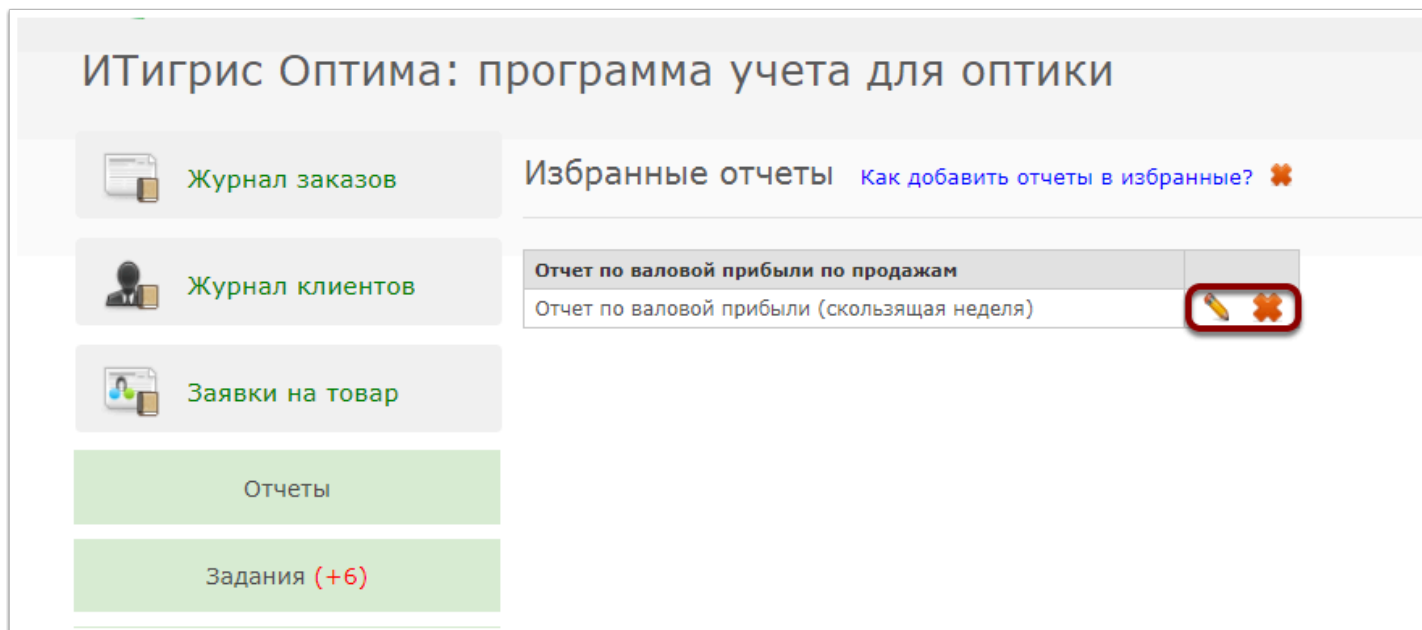 ИТигрис Оптима: программа учета для оптики
Журнал заказов
Журнал клиентов
Заявки на товар
Отчеты
Задания (+6)
Избранные отчеты Как добавить отчеты в избранные?
Отчет по валовой прибыли по продажам
Отчет по валовой прибыли (скользящая неделя)